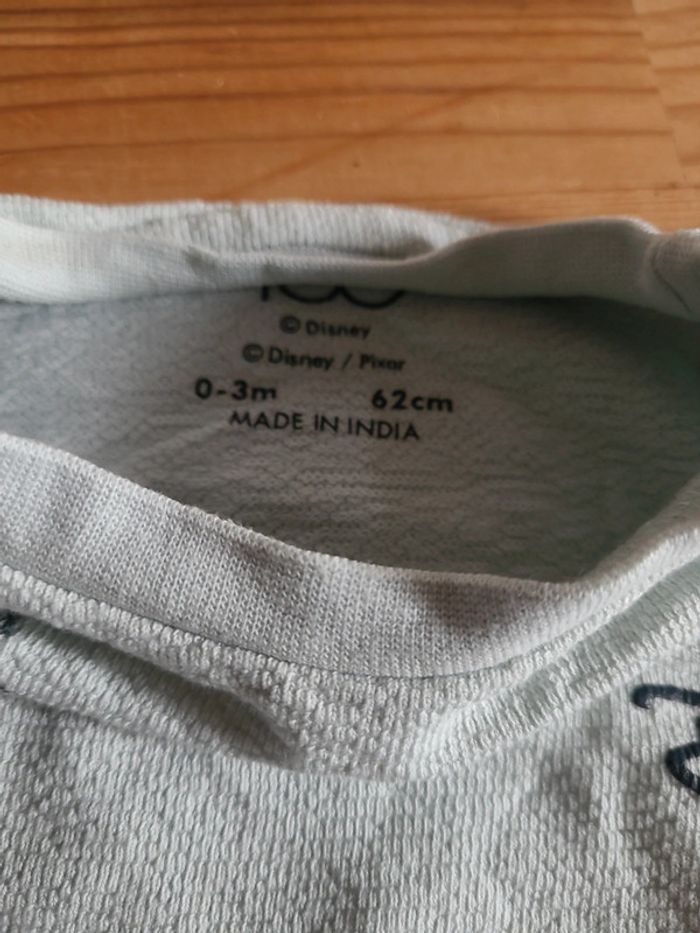 © Disney
© Disney / Pixar
0-3m 62cm
MADE IN INDIA